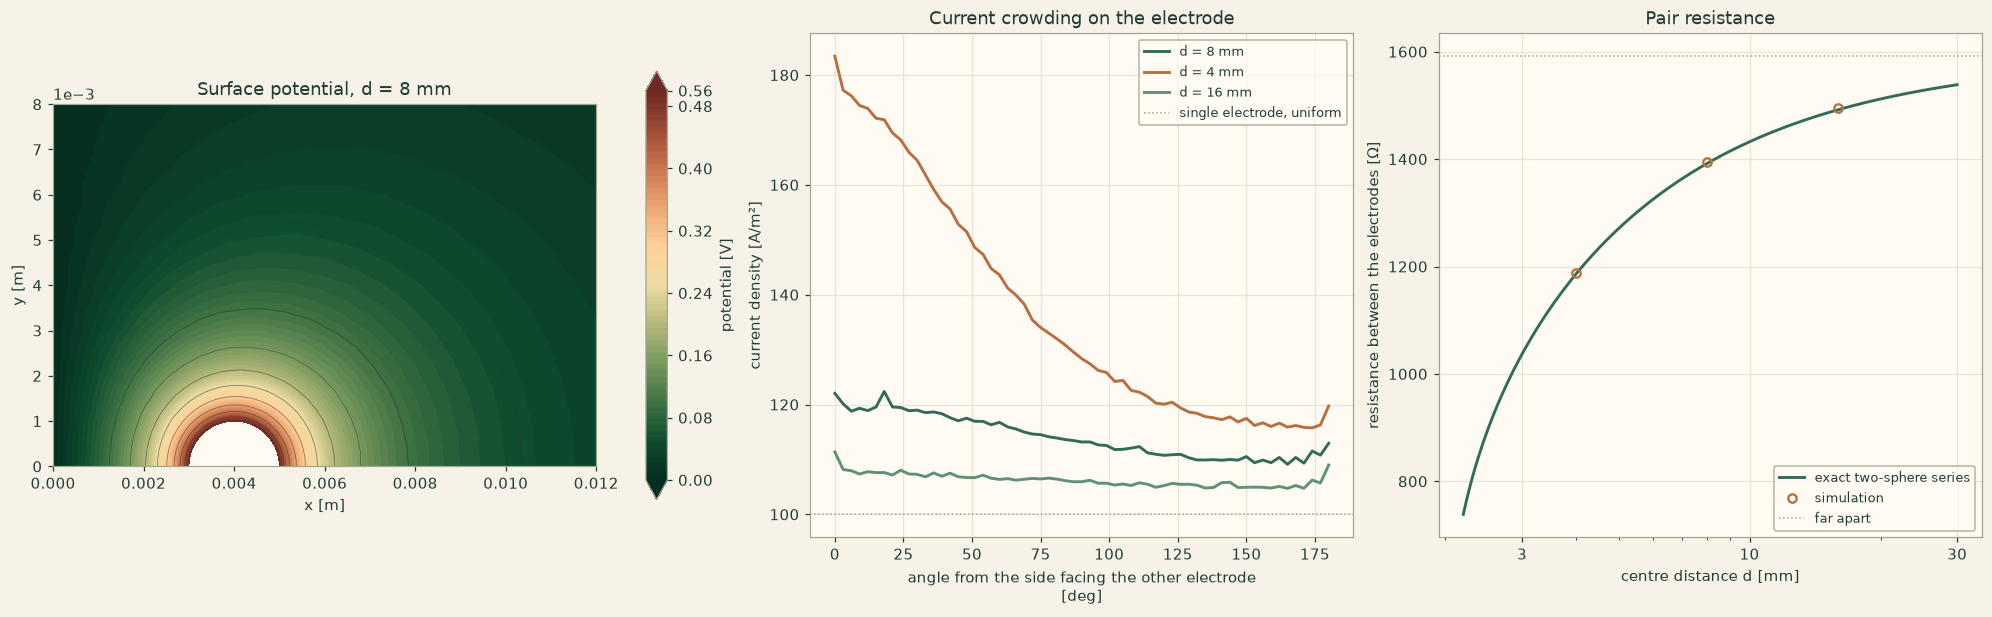 Surface potential, d = 8 mm
1e−3
8
7
6
5
4
3
2
1
0
y [m]
0.000
0.002
0.004
0.006
0.008
0.010
0.012
x [m]
0.56
0.48
0.40
0.32
0.24
0.16
0.08
0.00
potential [V]
Current crowding on the electrode
180
160
140
120
100
current density [A/m²]
d = 8 mm
d = 4 mm
d = 16 mm
single electrode, uniform
0
25
50
75
100
125
150
175
angle from the side facing the other electrode
[deg]
Pair resistance
1600
1400
1200
1000
800
resistance between the electrodes [Ω]
exact two-sphere series
simulation
far apart
3
10
30
centre distance d [mm]